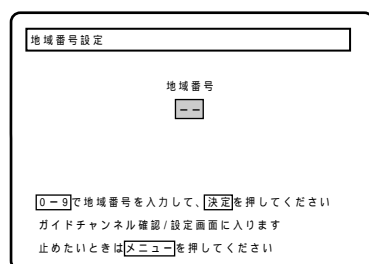 地域番号設定
地域番号
－－
0－9で地域番号を入力して、決定を押してください
ガイドチャンネル確認/設定画面に入ります
止めたいときはメニューを押してください